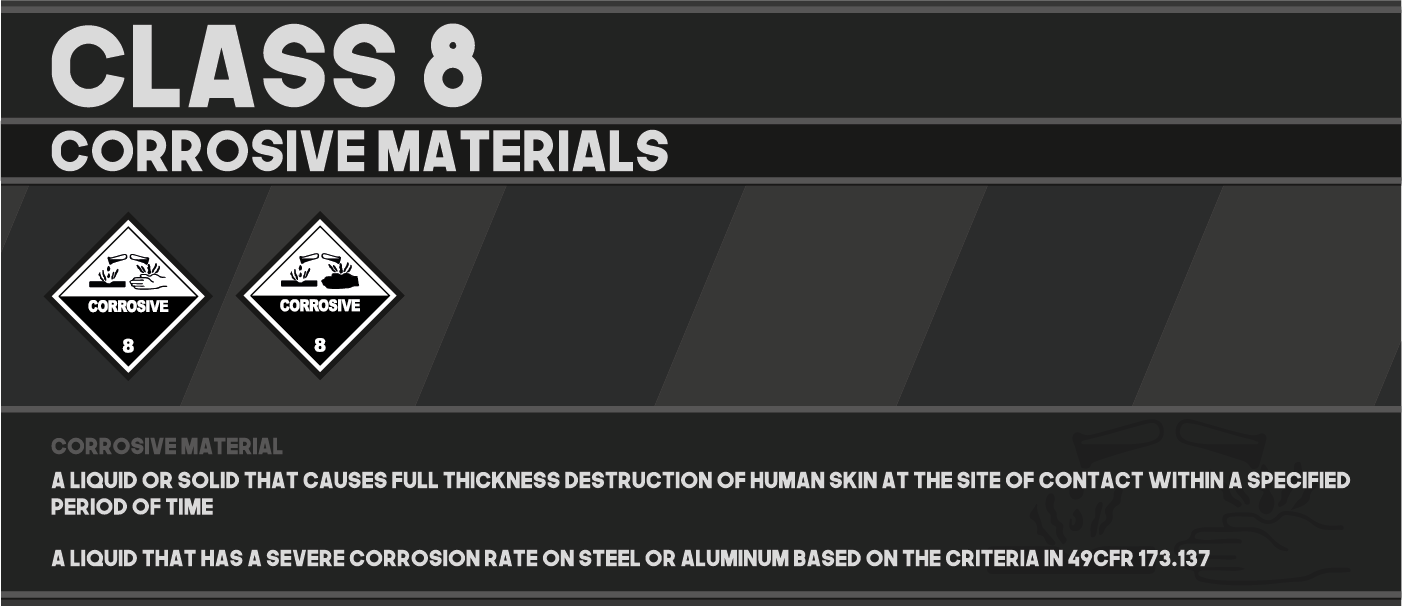 CLASS 8
CORROSIVE MATERIALS
CORROSIVE
8
CORROSIVE
8
CORROSIVE MATERIAL
A LIQUID OR SOLID THAT CAUSES FULL THICKNESS DESTRUCTION OF HUMAN SKIN AT THE SITE OF CONTACT WITHIN A SPECIFIED
PERIOD OF TIME
A LIQUID THAT HAS A SEVERE CORROSION RATE ON STEEL OR ALUMINUM BASED ON THE CRITERIA IN 49CFR 173.137